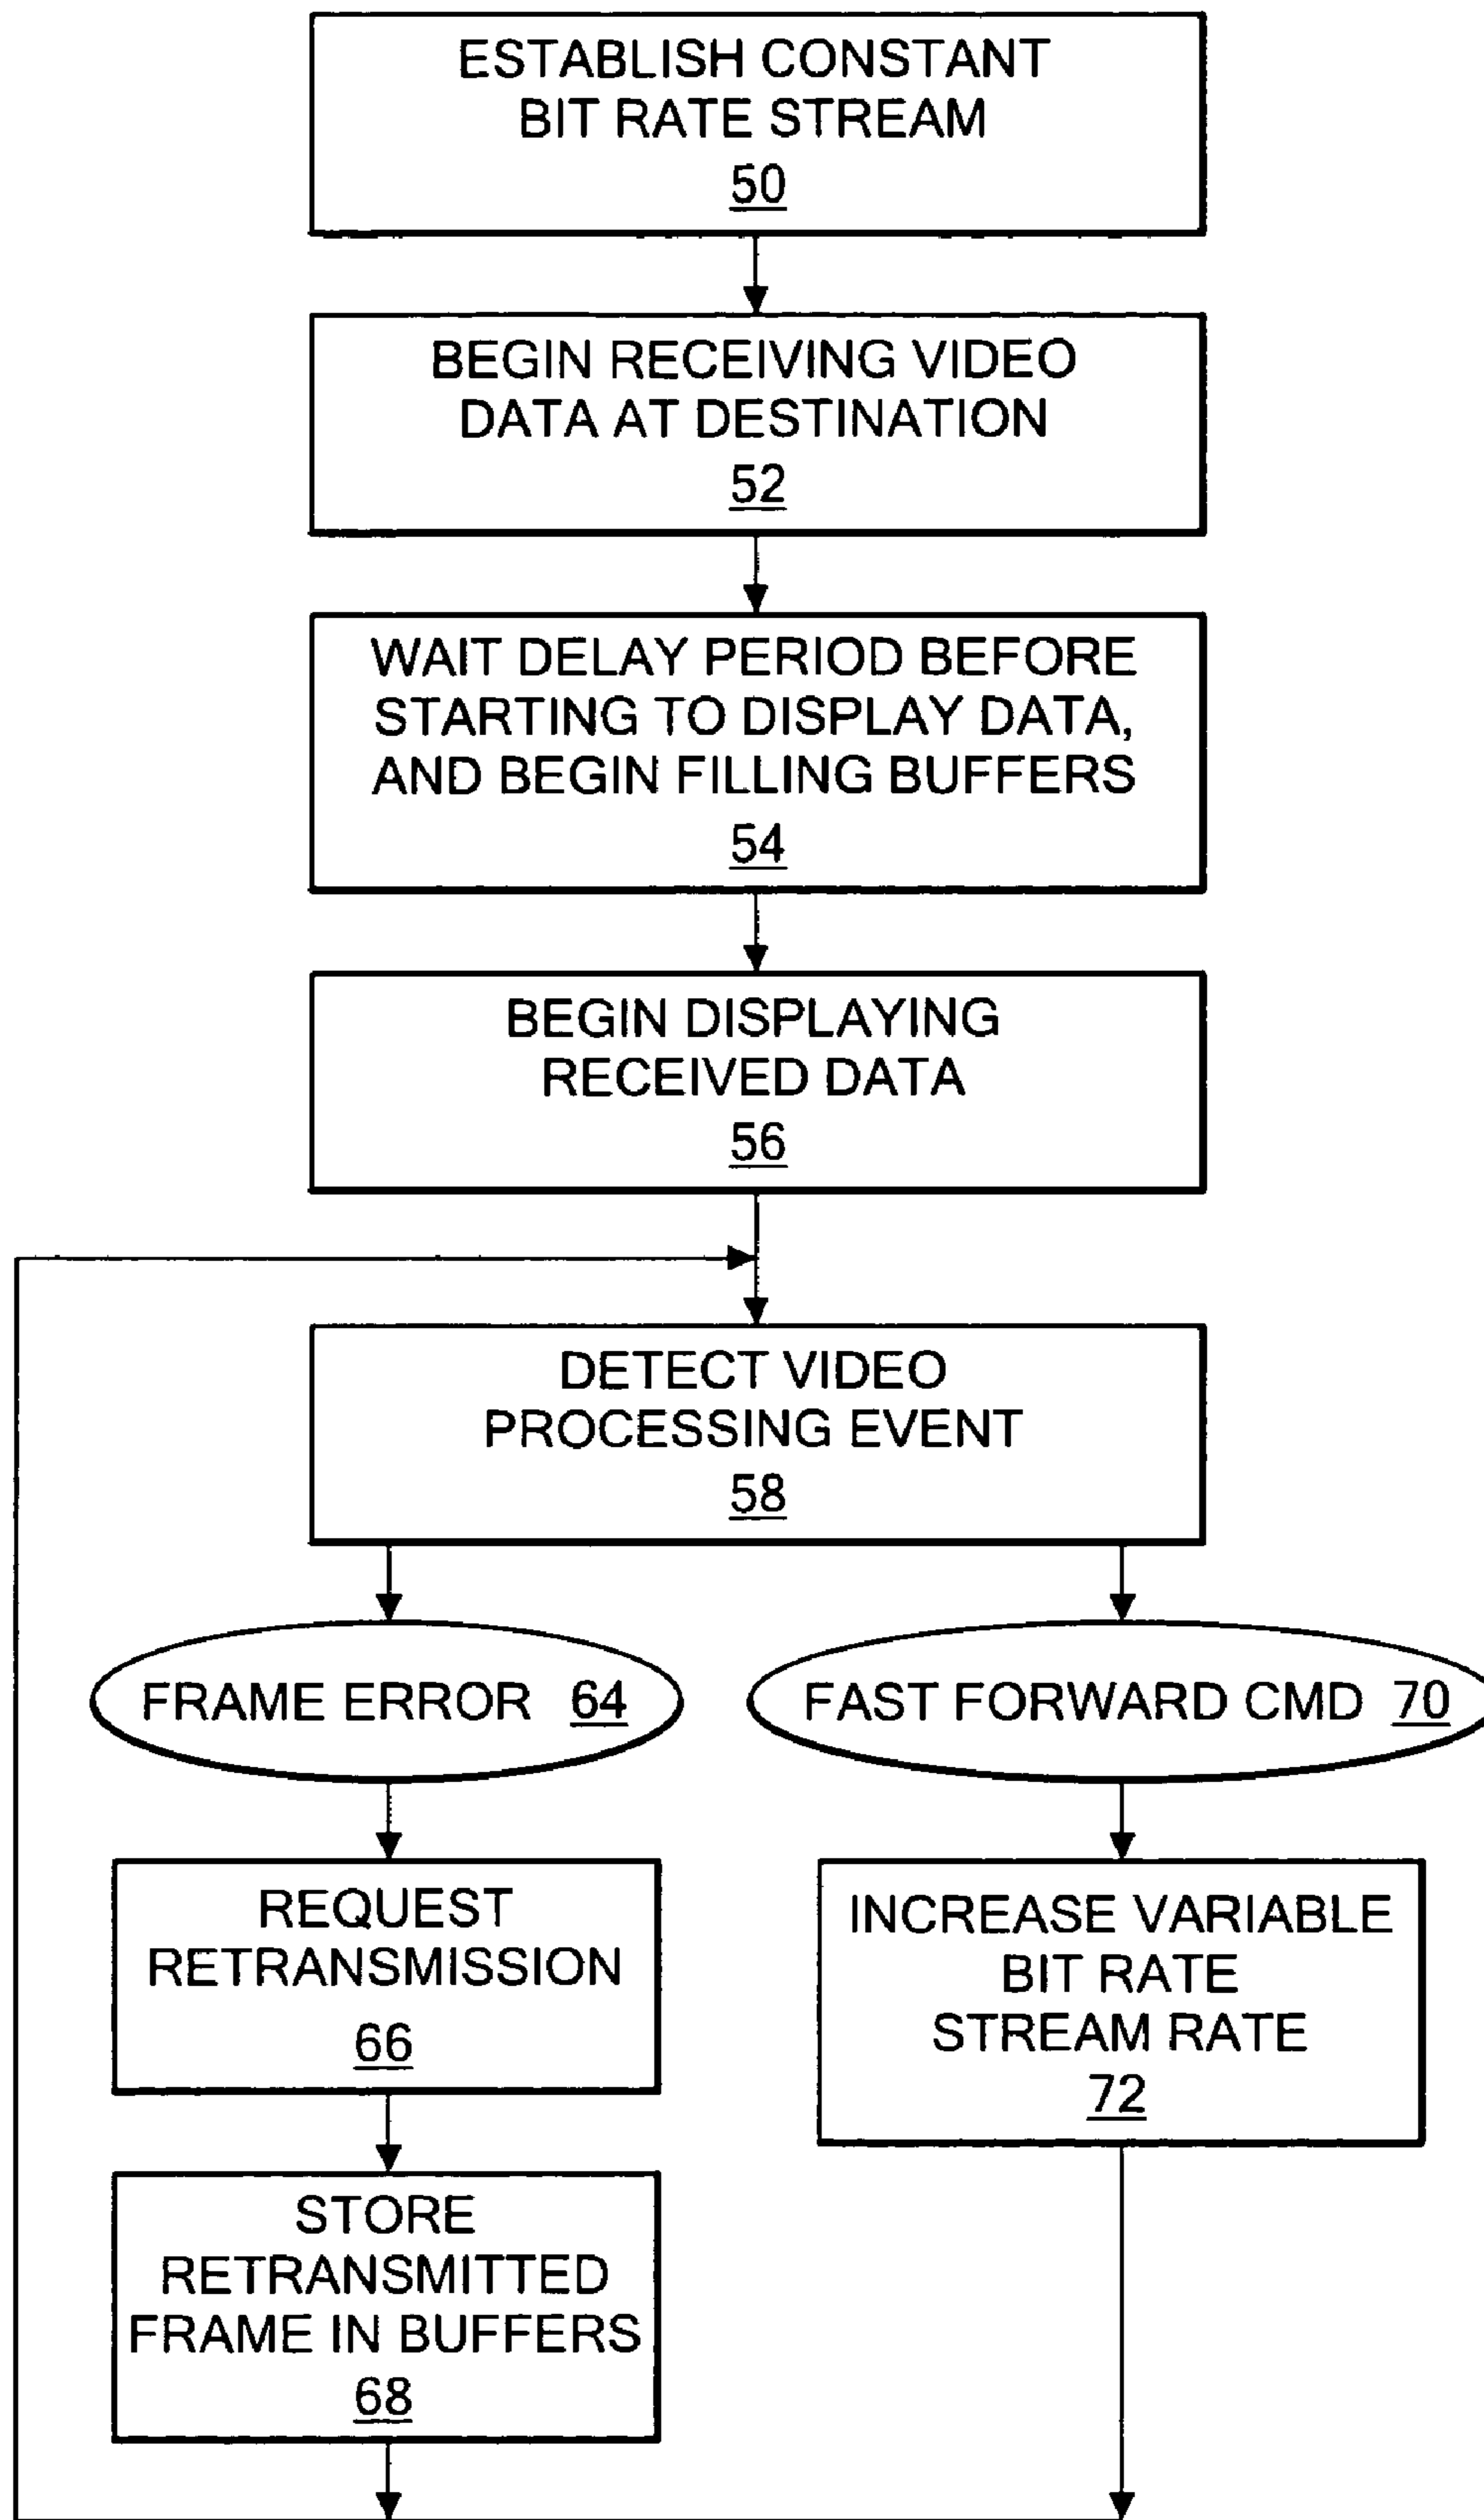 ESTABLISH CONSTANT
BIT RATE STREAM
50
BEGIN RECEIVING VIDEO
DATA AT DESTINATION
52
WAIT DELAY PERIOD BEFORE
STARTING TO DISPLAY DATA,
AND BEGIN FILLING BUFFERS
54
BEGIN DISPLAYING
RECEIVED DATA
56
DETECT VIDEO
PROCESSING EVENT
58
FRAME ERROR 64
FAST FORWARD CMD 70
REQUEST
RETRANSMISSION
66
INCREASE VARIABLE
BIT RATE
STREAM RATE
72
STORE
RETRANSMITTED
FRAME IN BUFFERS
68